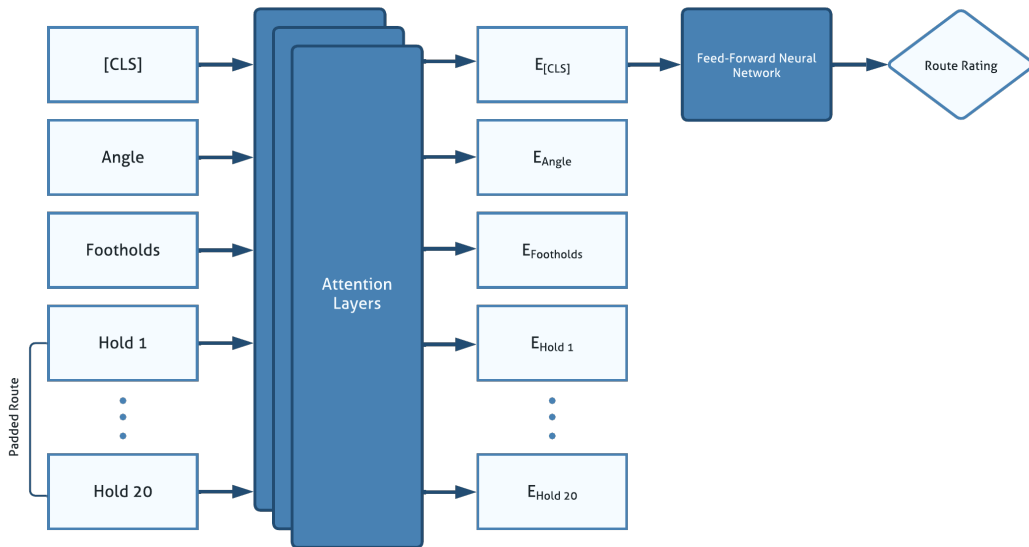 [CLS]
E[CLS]
Feed-Forward Neural
Network
Route Rating
Angle
EAngle
Footholds
EFootholds
Attention
Layers
Hold 1
EHold 1
Padded Route
Hold 20
EHold 20